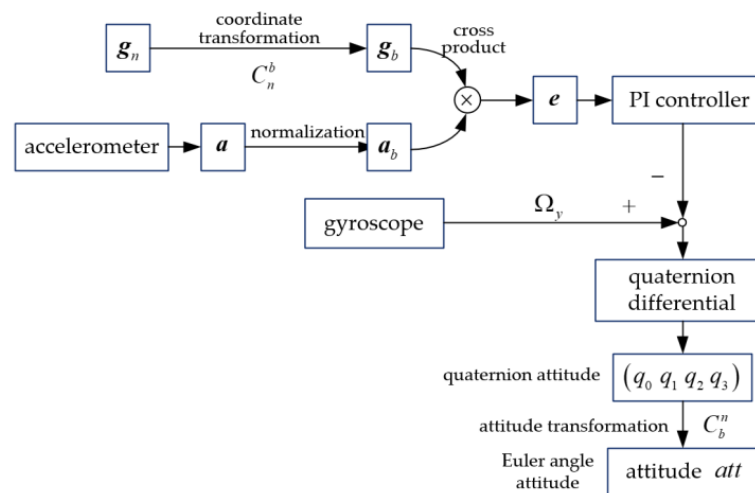 coordinate
transformation
cross
product
g_n
C_n^b
g_b
×
e
PI controller
accelerometer
a
normalization
a_b
−
gyroscope
Ω_y
+
quaternion
differential
quaternion attitude
(q_0 q_1 q_2 q_3)
attitude transformation
C_b^n
Euler angle
attitude
attitude att